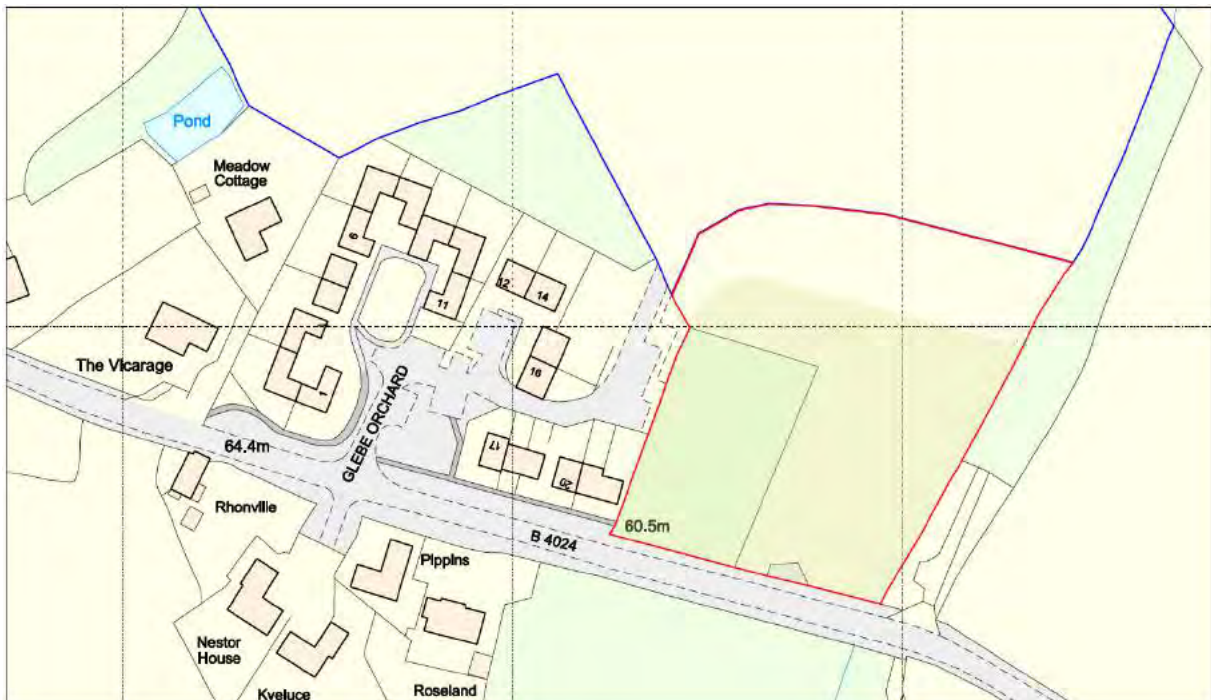 Pond
Meadow
Cottage
6
12
14
11
The Vicarage
16
1
GLEBE ORCHARD
17
64.4m
20
Rhonville
60.5m
B 4024
Pippins
Nestor
House
Kyeluce
Roseland